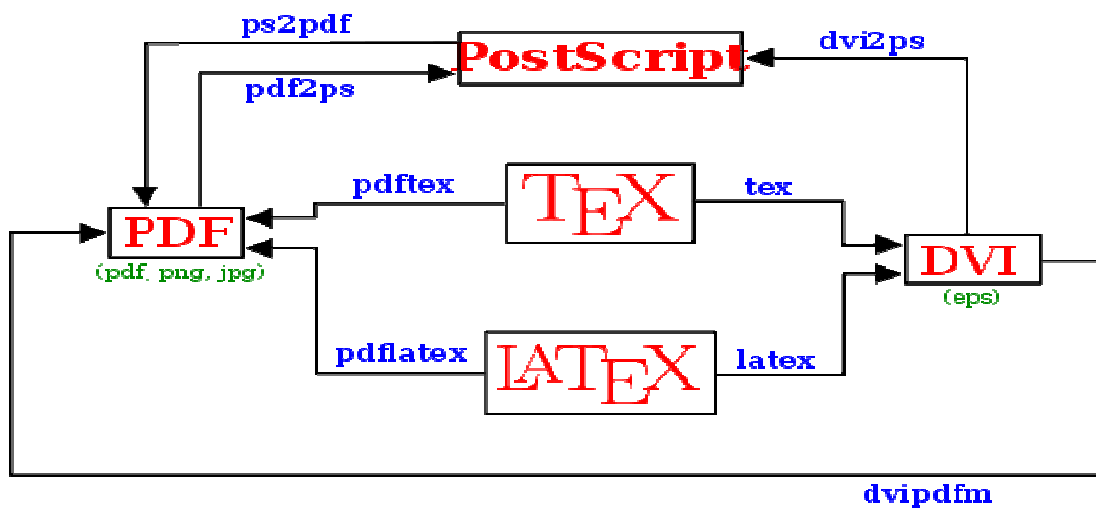 ps2pdf
PostScript
dvi2ps
pdf2ps
pdftex
TEX
tex
PDF
(pdf, png, jpg)
DVI
(eps)
pdflatex
LATEX
latex
dvipdfm